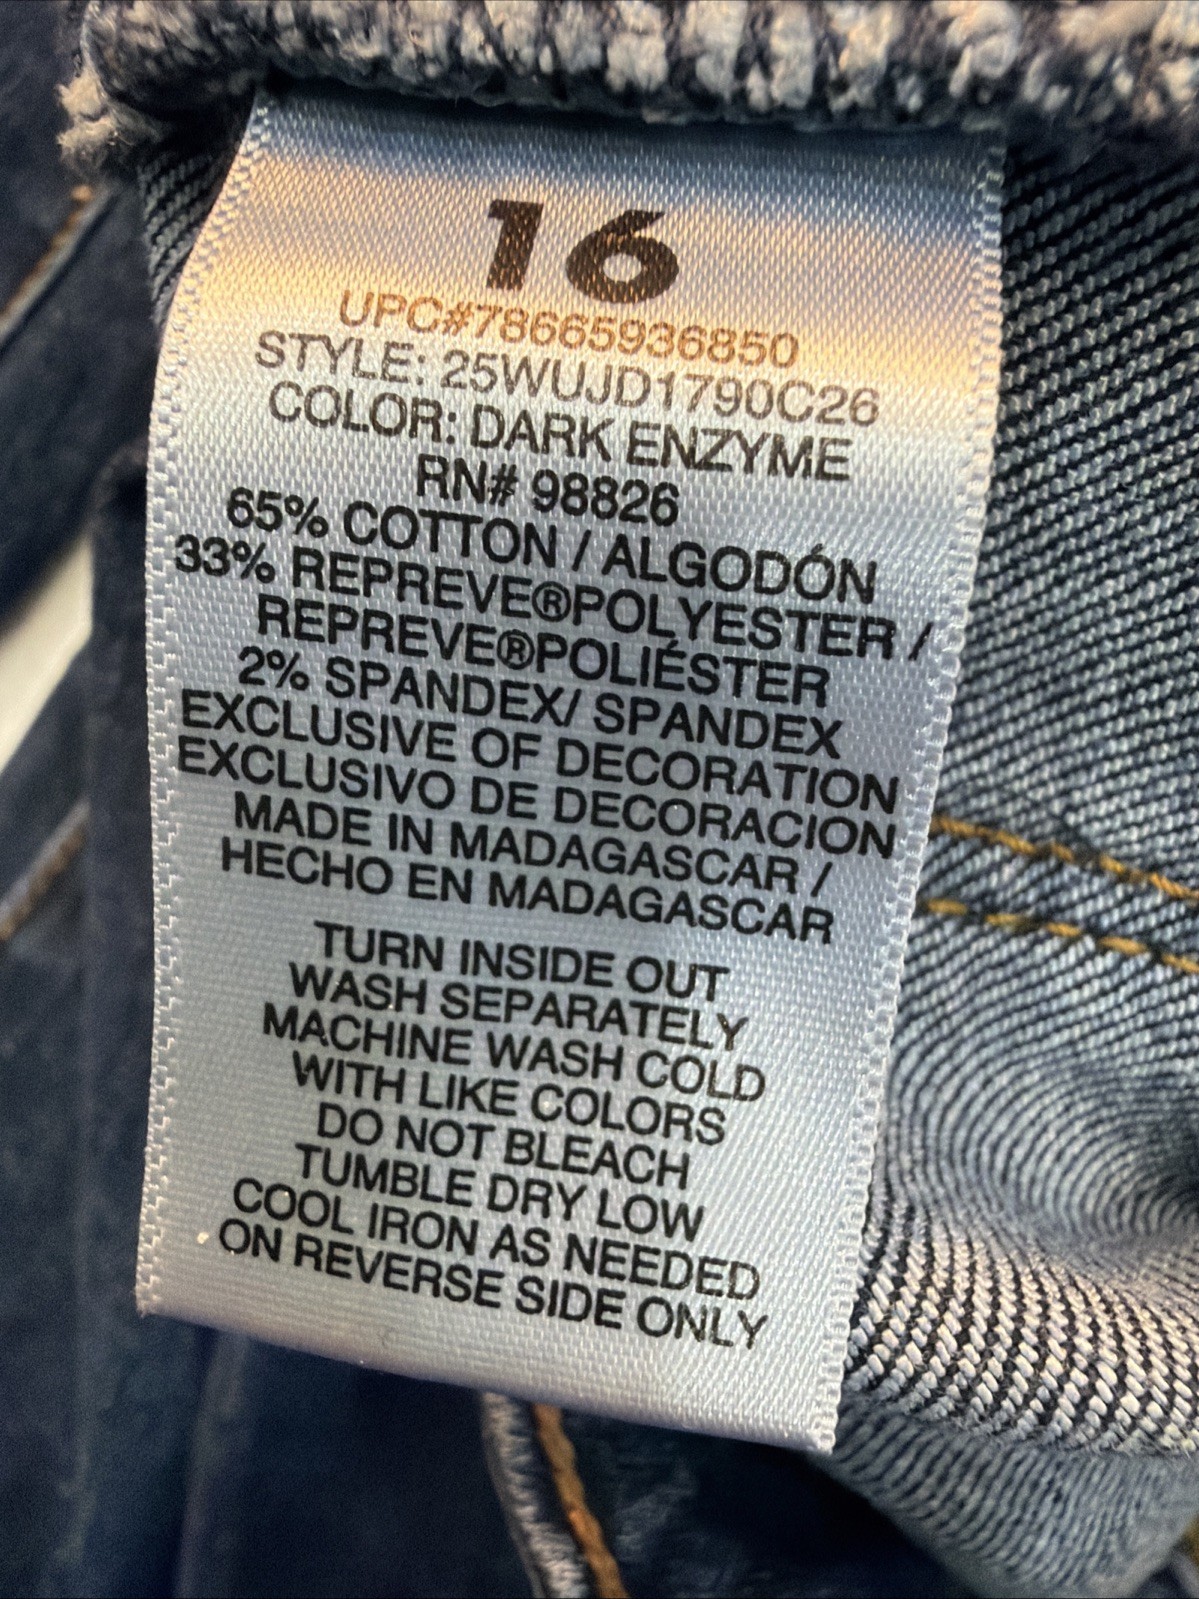 16
UPC#78665936850
STYLE: 25WUJD1790C26
COLOR: DARK ENZYME
RN# 98826
65% COTTON / ALGODÓN
33% REPREVE®POLYESTER /
REPREVE®POLIÉSTER
2% SPANDEX/ SPANDEX
EXCLUSIVE OF DECORATION
EXCLUSIVO DE DECORACION
MADE IN MADAGASCAR /
HECHO EN MADAGASCAR
TURN INSIDE OUT
WASH SEPARATELY
MACHINE WASH COLD
WITH LIKE COLORS
DO NOT BLEACH
TUMBLE DRY LOW
COOL IRON AS NEEDED
ON REVERSE SIDE ONLY